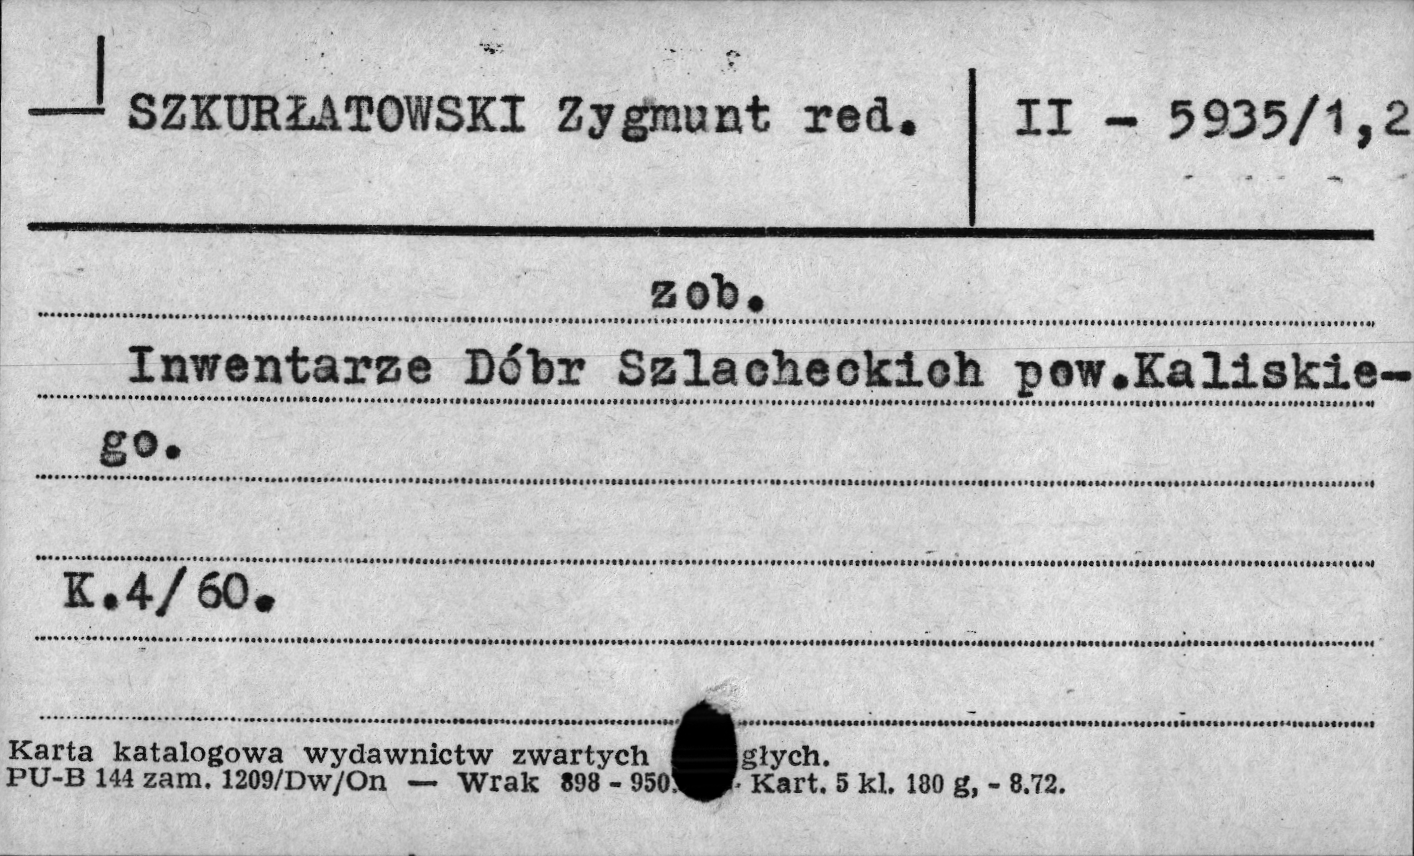 SZKURŁATOWSKI Zygmunt red. II - 5935/1,2
zob.
Inwentarze Dóbr Szlacheckich pow.Kaliskie-
go.
K.4/60.
Karta katalogowa wydawnictw zwartych głych.
PU-B 144 zam. 1209/Dw/On — Wrak 898 - 950. Kart. 5 kl. 180 g, - 8.72.